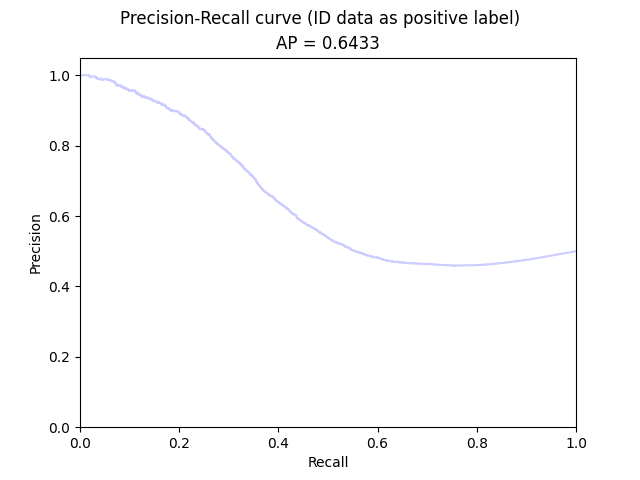 Precision-Recall curve (ID data as positive label)
AP = 0.6433
1.0
0.8
0.6
0.4
0.2
0.0
Precision
0.0 0.2 0.4 0.6 0.8 1.0
Recall